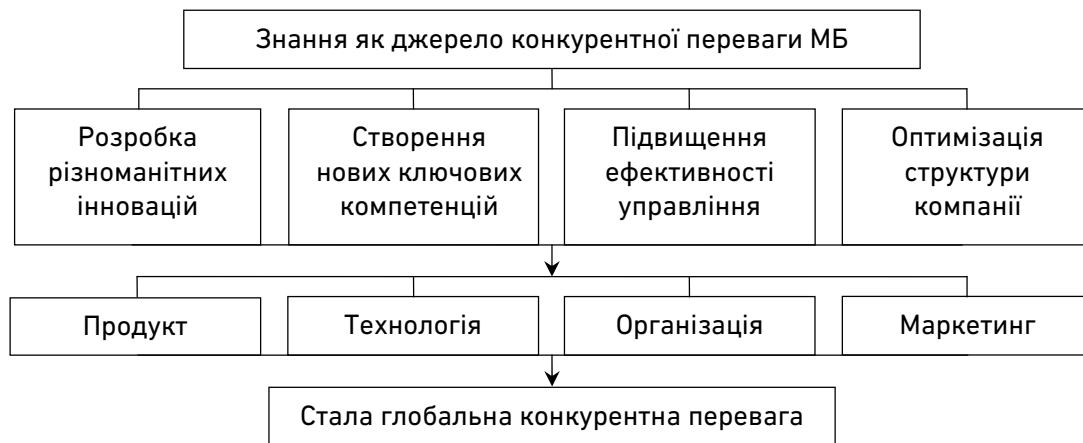 Знання як джерело конкурентної переваги МБ
Розробка
різноманітних
інновацій
Створення
нових ключових
компетенцій
Підвищення
ефективності
управління
Оптимізація
структури
компанії
Продукт
Технологія
Організація
Маркетинг
Стала глобальна конкурентна перевага